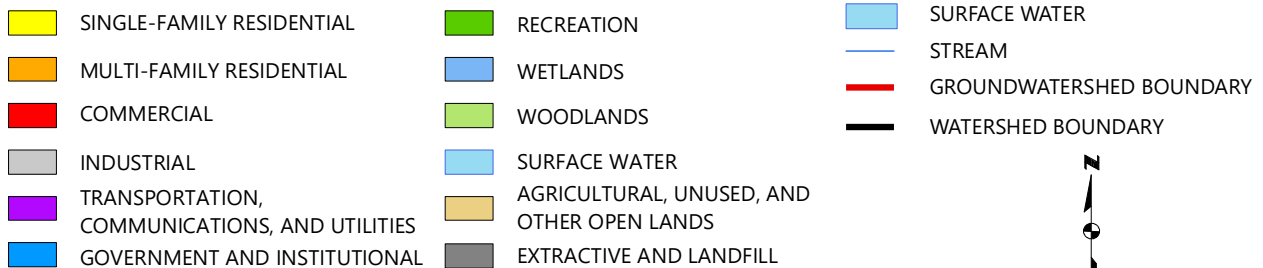 SINGLE-FAMILY RESIDENTIAL
MULTI-FAMILY RESIDENTIAL
COMMERCIAL
INDUSTRIAL
TRANSPORTATION,
COMMUNICATIONS, AND UTILITIES
GOVERNMENT AND INSTITUTIONAL
RECREATION
WETLANDS
WOODLANDS
SURFACE WATER
AGRICULTURAL, UNUSED, AND
OTHER OPEN LANDS
EXTRACTIVE AND LANDFILL
SURFACE WATER
STREAM
GROUNDWATERSHED BOUNDARY
WATERSHED BOUNDARY
N